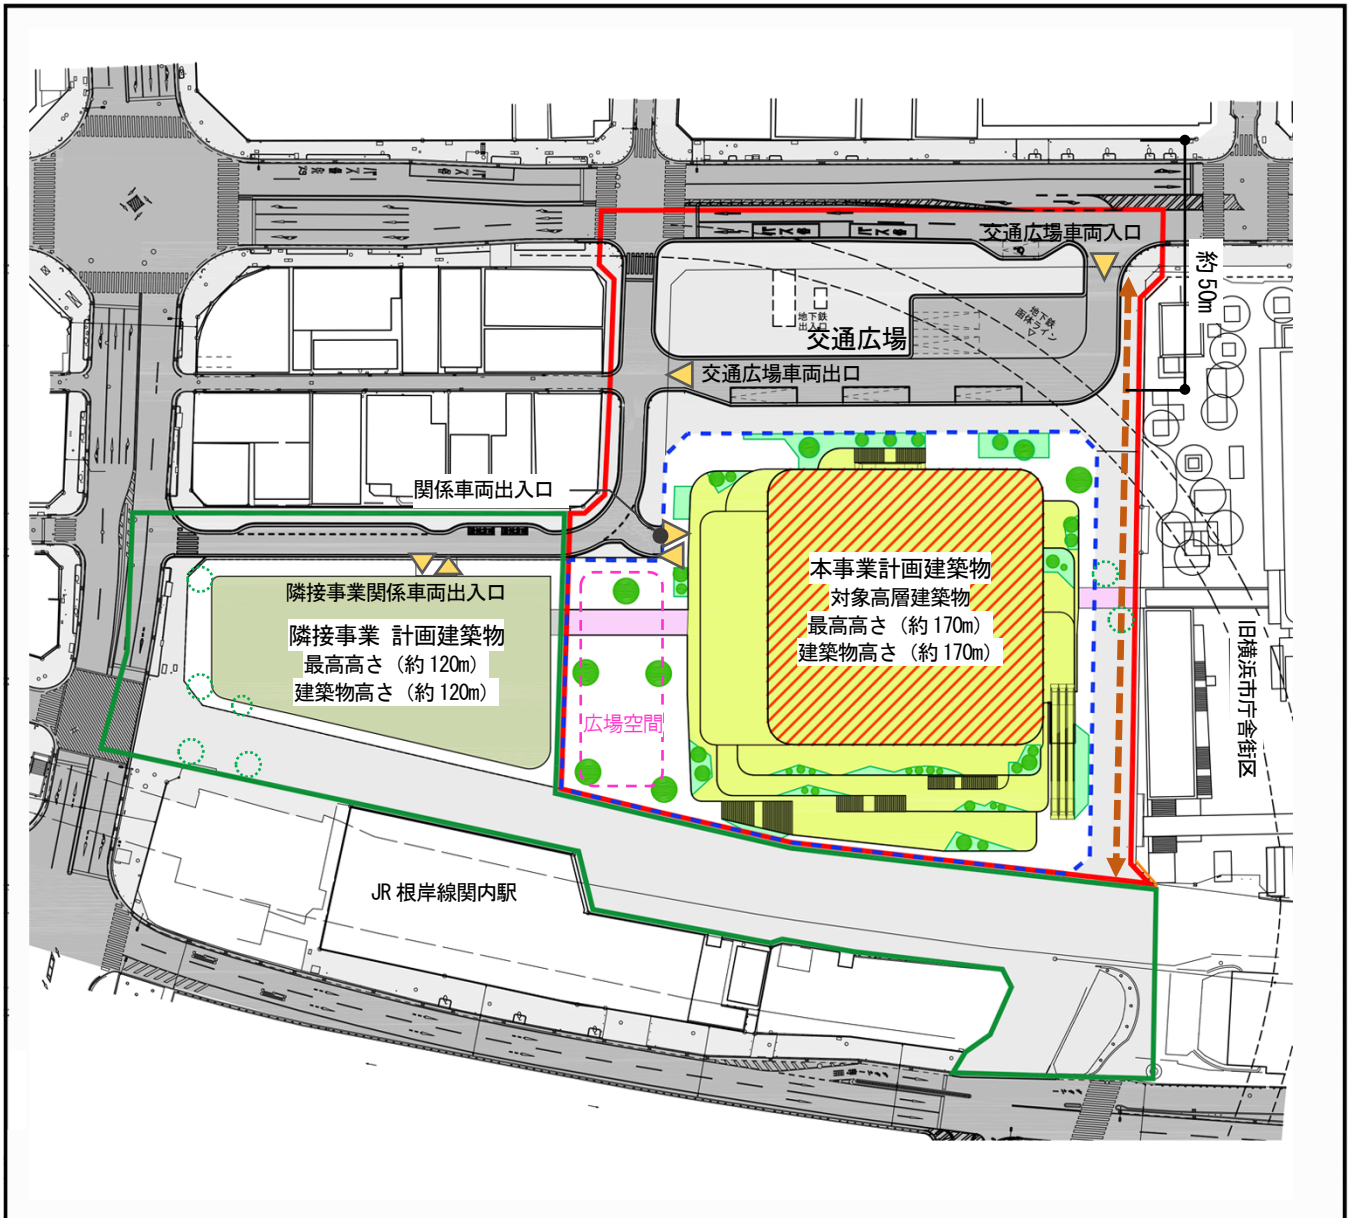 交通広場車両入口
約50m
地下鉄
出入口
地下鉄
函体ライン
交通広場
交通広場車両出口
関係車両出入口
本事業計画建築物
対象高層建築物
最高高さ（約170m）
建築物高さ（約170m）
隣接事業関係車両出入口
隣接事業 計画建築物
最高高さ（約120m）
建築物高さ（約120m）
広場空間
旧横浜市庁舎街区
JR根岸線関内駅